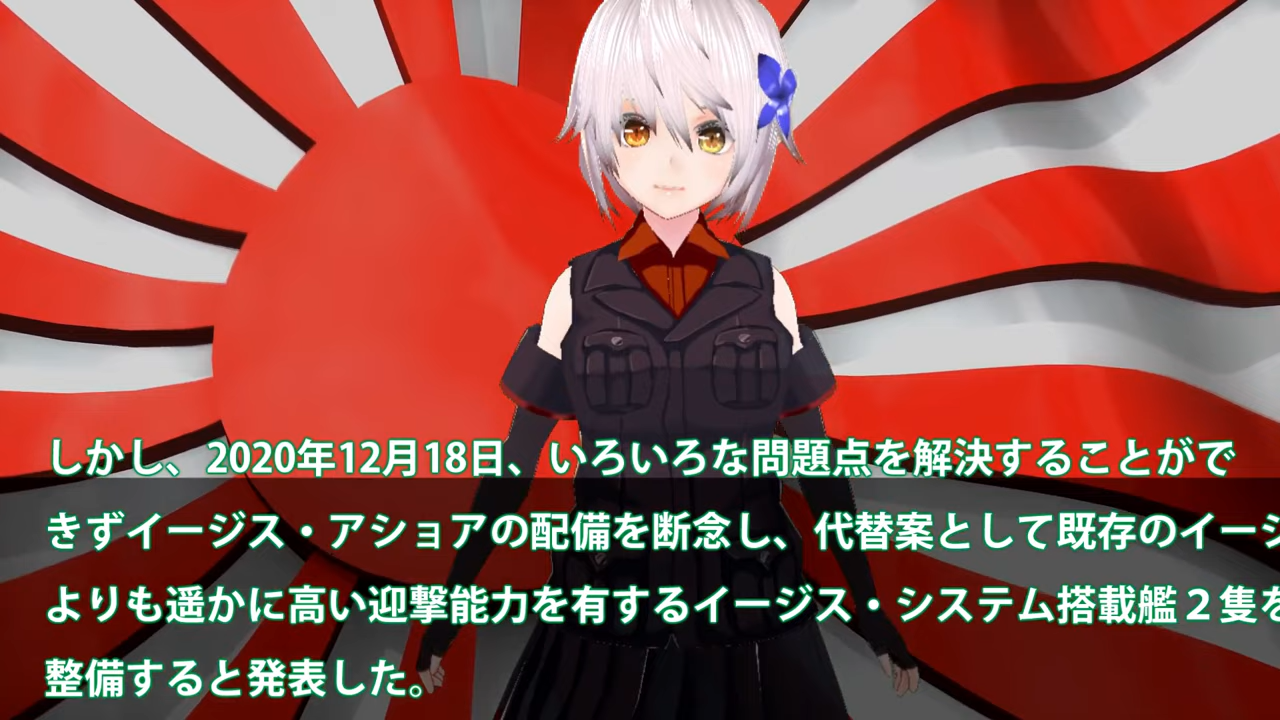 しかし、2020年12月18日、いろいろな問題点を解決することがで
きずイージス・アショアの配備を断念し、代替案として既存のイージ
よりも遥かに高い迎撃能力を有するイージス・システム搭載艦２隻を
整備すると発表した。